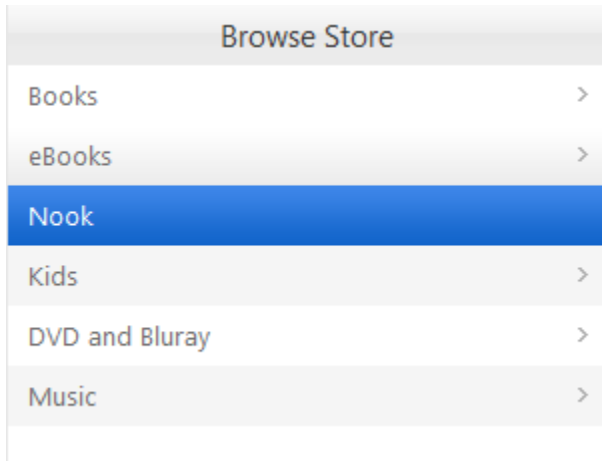 Browse Store
Books
eBooks
Nook
Kids
DVD and Bluray
Music